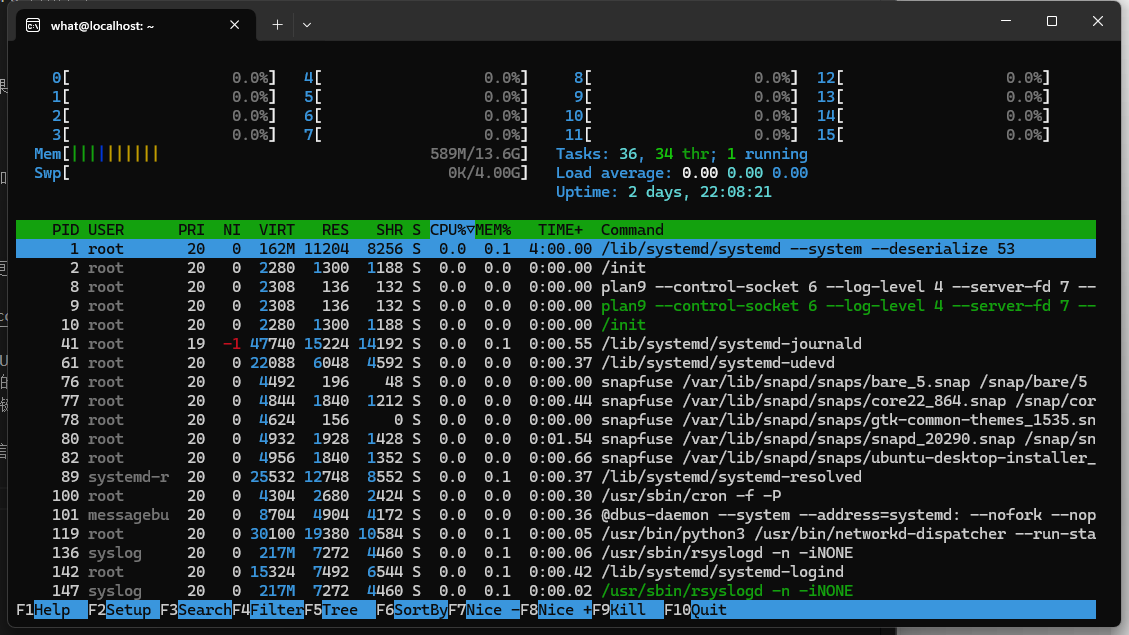 what@localhost: ~
0[ 0.0%] 4[ 0.0%] 8[ 0.0%] 12[ 0.0%]
1[ 0.0%] 5[ 0.0%] 9[ 0.0%] 13[ 0.0%]
2[ 0.0%] 6[ 0.0%] 10[ 0.0%] 14[ 0.0%]
3[ 0.0%] 7[ 0.0%] 11[ 0.0%] 15[ 0.0%]
Mem[|||||||||| 589M/13.6G] Tasks: 36, 34 thr; 1 running
Swp[ 0K/4.00G] Load average: 0.00 0.00 0.00
Uptime: 2 days, 22:08:21
PID USER PRI NI VIRT RES SHR S CPU%▽MEM% TIME+ Command
1 root 20 0 162M 11204 8256 S 0.0 0.1 4:00.00 /lib/systemd/systemd --system --deserialize 53
2 root 20 0 2280 1300 1188 S 0.0 0.0 0:00.00 /init
8 root 20 0 2308 136 132 S 0.0 0.0 0:00.00 plan9 --control-socket 6 --log-level 4 --server-fd 7 --
9 root 20 0 2308 136 132 S 0.0 0.0 0:00.00 plan9 --control-socket 6 --log-level 4 --server-fd 7 --
10 root 20 0 2280 1300 1188 S 0.0 0.0 0:00.00 /init
41 root 19 -1 47740 15224 14192 S 0.0 0.1 0:00.55 /lib/systemd/systemd-journald
61 root 20 0 22088 6048 4592 S 0.0 0.0 0:00.37 /lib/systemd/systemd-udevd
76 root 20 0 4492 196 48 S 0.0 0.0 0:00.00 snapfuse /var/lib/snapd/snaps/bare_5.snap /snap/bare/5
77 root 20 0 4844 1840 1212 S 0.0 0.0 0:00.44 snapfuse /var/lib/snapd/snaps/core22_864.snap /snap/cor
78 root 20 0 4624 156 0 S 0.0 0.0 0:00.00 snapfuse /var/lib/snapd/snaps/gtk-common-themes_1535.sn
80 root 20 0 4932 1928 1428 S 0.0 0.0 0:01.54 snapfuse /var/lib/snapd/snaps/snapd_20290.snap /snap/sn
82 root 20 0 4956 1840 1352 S 0.0 0.0 0:00.66 snapfuse /var/lib/snapd/snaps/ubuntu-desktop-installer_
89 systemd-r 20 0 25532 12748 8552 S 0.0 0.1 0:00.37 /lib/systemd/systemd-resolved
100 root 20 0 4304 2680 2424 S 0.0 0.0 0:00.30 /usr/sbin/cron -f -P
101 messagebu 20 0 8704 4904 4172 S 0.0 0.0 0:00.36 @dbus-daemon --system --address=systemd: --nofork --nop
119 root 20 0 30100 19380 10584 S 0.0 0.1 0:00.05 /usr/bin/python3 /usr/bin/networkd-dispatcher --run-sta
136 syslog 20 0 217M 7272 4460 S 0.0 0.1 0:00.06 /usr/sbin/rsyslogd -n -iNONE
142 root 20 0 15324 7492 6544 S 0.0 0.1 0:00.42 /lib/systemd/systemd-logind
147 syslog 20 0 217M 7272 4460 S 0.0 0.1 0:00.02 /usr/sbin/rsyslogd -n -iNONE
F1Help F2Setup F3SearchF4FilterF5Tree F6SortByF7Nice -F8Nice +F9Kill F10Quit